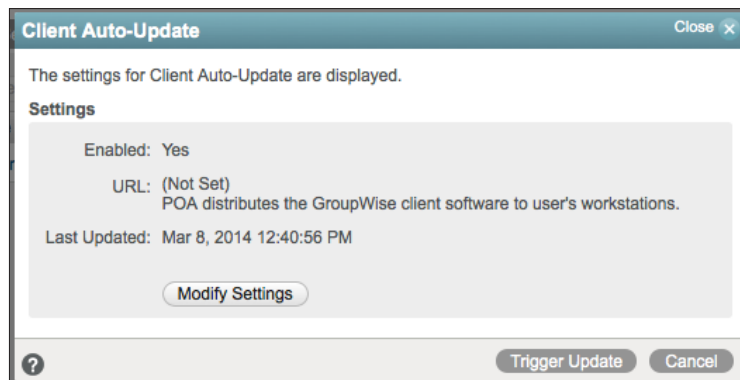 Client Auto-Update
Close x
The settings for Client Auto-Update are displayed.
Settings
Enabled: Yes
URL: (Not Set)
POA distributes the GroupWise client software to user's workstations.
Last Updated: Mar 8, 2014 12:40:56 PM
Modify Settings
? Trigger Update Cancel